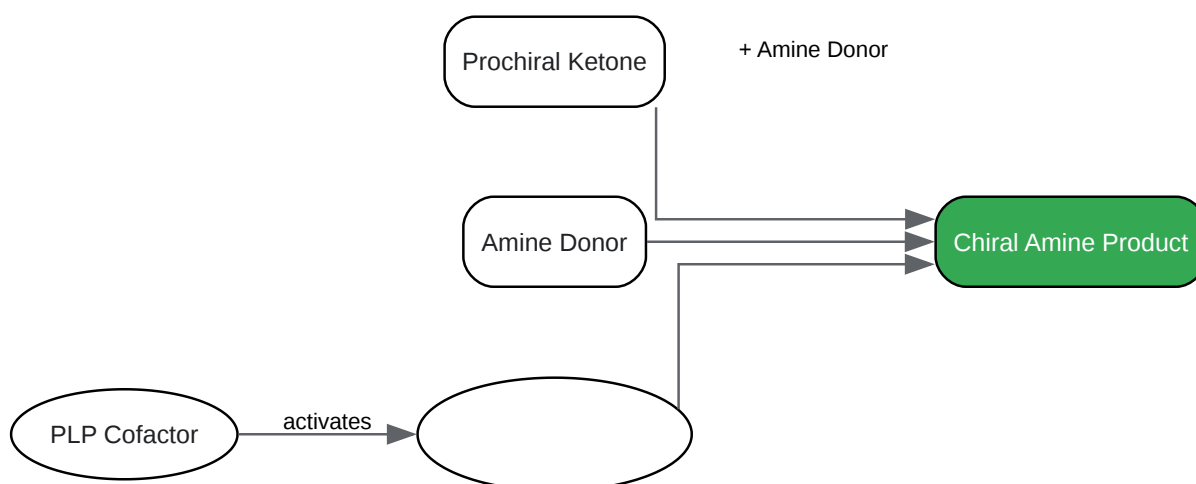 Prochiral Ketone
+ Amine Donor
Amine Donor
Chiral Amine Product
PLP Cofactor
activates